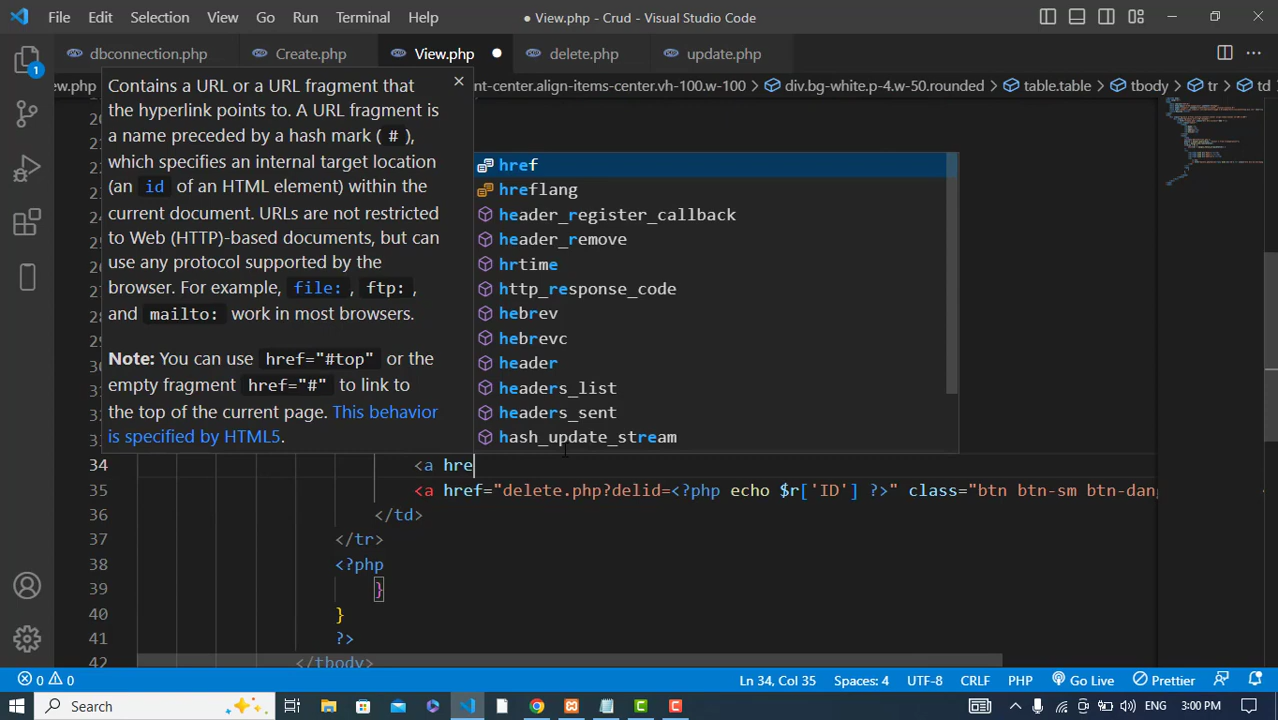 File Edit Selection View Go Run Terminal Help ● View.php - Crud - Visual Studio Code
dbconnection.php Create.php View.php ● delete.php update.php
ew.php nt-center.align-items-center.vh-100.w-100 > div.bg-white.p-4.w-50.rounded > table.table > tbody > tr > td
1
Contains a URL or a URL fragment that
the hyperlink points to. A URL fragment is
a name preceded by a hash mark ( # ),
which specifies an internal target location
(an id of an HTML element) within the
current document. URLs are not restricted
to Web (HTTP)-based documents, but can
use any protocol supported by the
browser. For example, file: , ftp: ,
and mailto: work in most browsers.
Note: You can use href="#top" or the
empty fragment href="#" to link to
the top of the current page. This behavior
is specified by HTML5.
href
hreflang
header_register_callback
header_remove
hrtime
http_response_code
hebrev
hebrevc
header
headers_list
headers_sent
hash_update_stream
34 <a hre
35 <a href="delete.php?delid=<?php echo $r['ID'] ?>" class="btn btn-sm btn-dang
36 </td>
37 </tr>
38 <?php
39 }
40 }
41 ?>
42 </tbody>
0 0 Ln 34, Col 35 Spaces: 4 UTF-8 CRLF PHP Go Live Prettier
Search ENG 3:00 PM